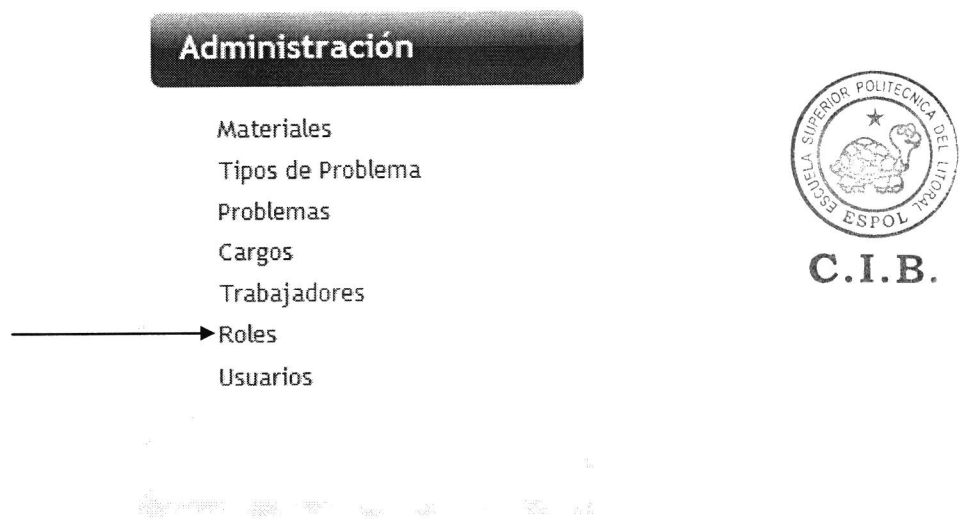 Administración
Materiales
Tipos de Problema
Problemas
Cargos
Trabajadores
Roles
Usuarios
ESCUELA SUPERIOR POLITECNICA DEL LITORAL
ESPOL
C.I.B.